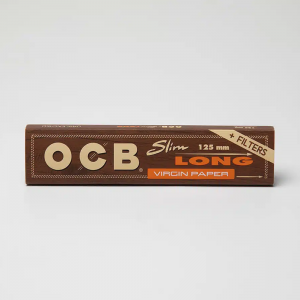 OCB
Slim 125 mm
LONG
VIRGIN PAPER
+ FILTERS